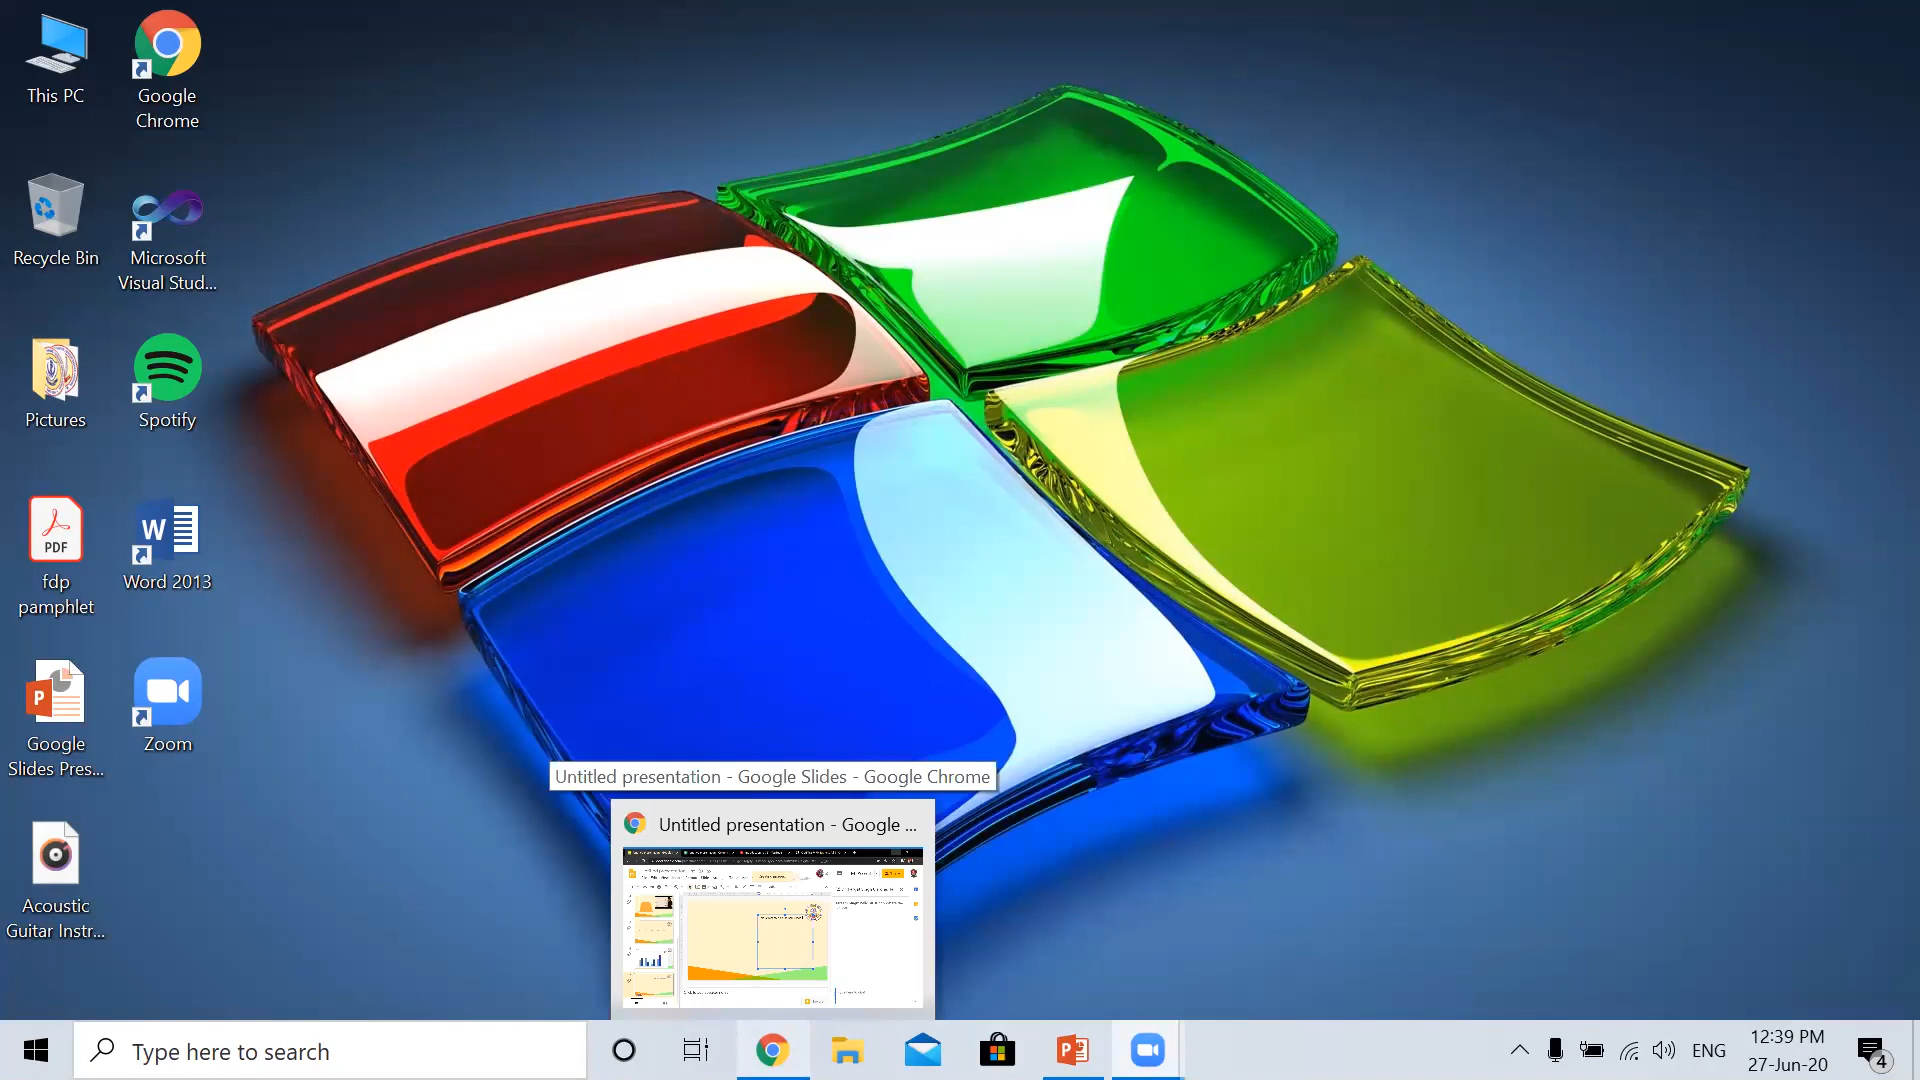 This PC
Google
Chrome
Recycle Bin
Microsoft
Visual Stud...
Pictures
Spotify
PDF
fdp
pamphlet
W
Word 2013
P
Google
Slides Pres...
Zoom
Acoustic
Guitar Instr...
Untitled presentation - Google Slides - Google Chrome
Untitled presentation - Google ...
Type here to search
P
ENG
12:39 PM
27-Jun-20
4